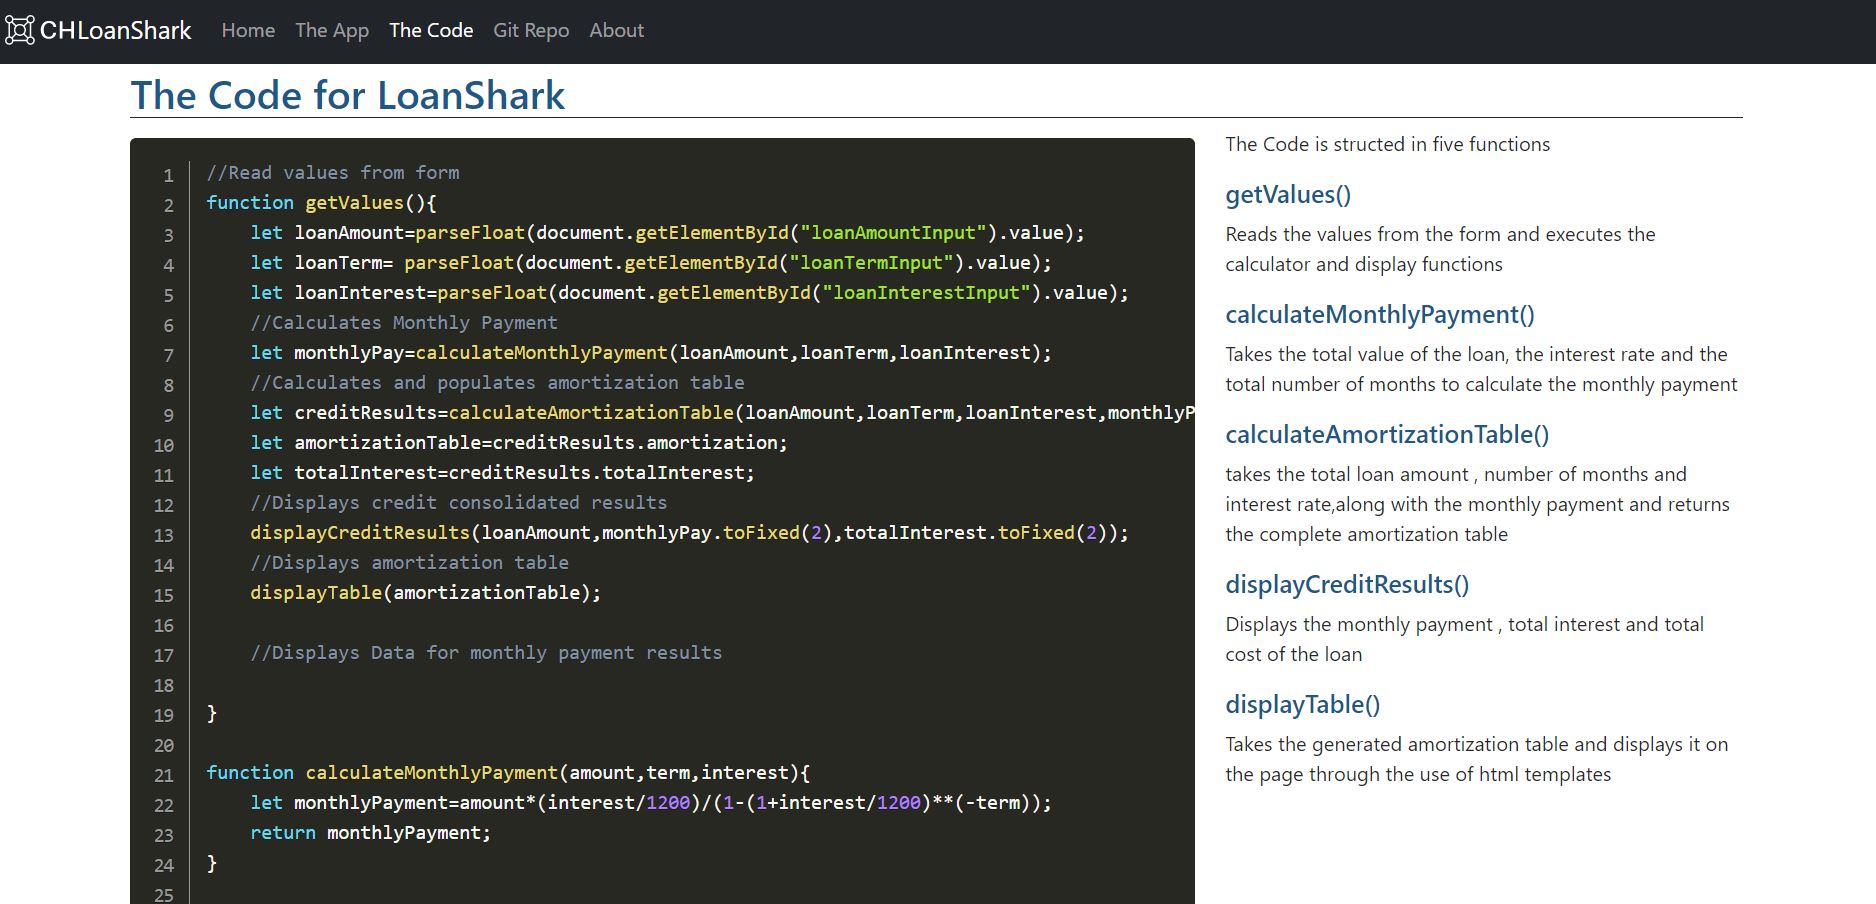 CHLoanShark Home The App The Code Git Repo About
The Code for LoanShark
1 //Read values from form
2 function getValues(){
3 let loanAmount=parseFloat(document.getElementById("loanAmountInput").value);
4 let loanTerm= parseFloat(document.getElementById("loanTermInput").value);
5 let loanInterest=parseFloat(document.getElementById("loanInterestInput").value);
6 //Calculates Monthly Payment
7 let monthlyPay=calculateMonthlyPayment(loanAmount,loanTerm,loanInterest);
8 //Calculates and populates amortization table
9 let creditResults=calculateAmortizationTable(loanAmount,loanTerm,loanInterest,monthlyP
10 let amortizationTable=creditResults.amortization;
11 let totalInterest=creditResults.totalInterest;
12 //Displays credit consolidated results
13 displayCreditResults(loanAmount,monthlyPay.toFixed(2),totalInterest.toFixed(2));
14 //Displays amortization table
15 displayTable(amortizationTable);
16
17 //Displays Data for monthly payment results
18
19 }
20
21 function calculateMonthlyPayment(amount,term,interest){
22 let monthlyPayment=amount*(interest/1200)/(1-(1+interest/1200)**(-term));
23 return monthlyPayment;
24 }
25
The Code is structed in five functions
getValues()
Reads the values from the form and executes the
calculator and display functions
calculateMonthlyPayment()
Takes the total value of the loan, the interest rate and the
total number of months to calculate the monthly payment
calculateAmortizationTable()
takes the total loan amount , number of months and
interest rate,along with the monthly payment and returns
the complete amortization table
displayCreditResults()
Displays the monthly payment , total interest and total
cost of the loan
displayTable()
Takes the generated amortization table and displays it on
the page through the use of html templates